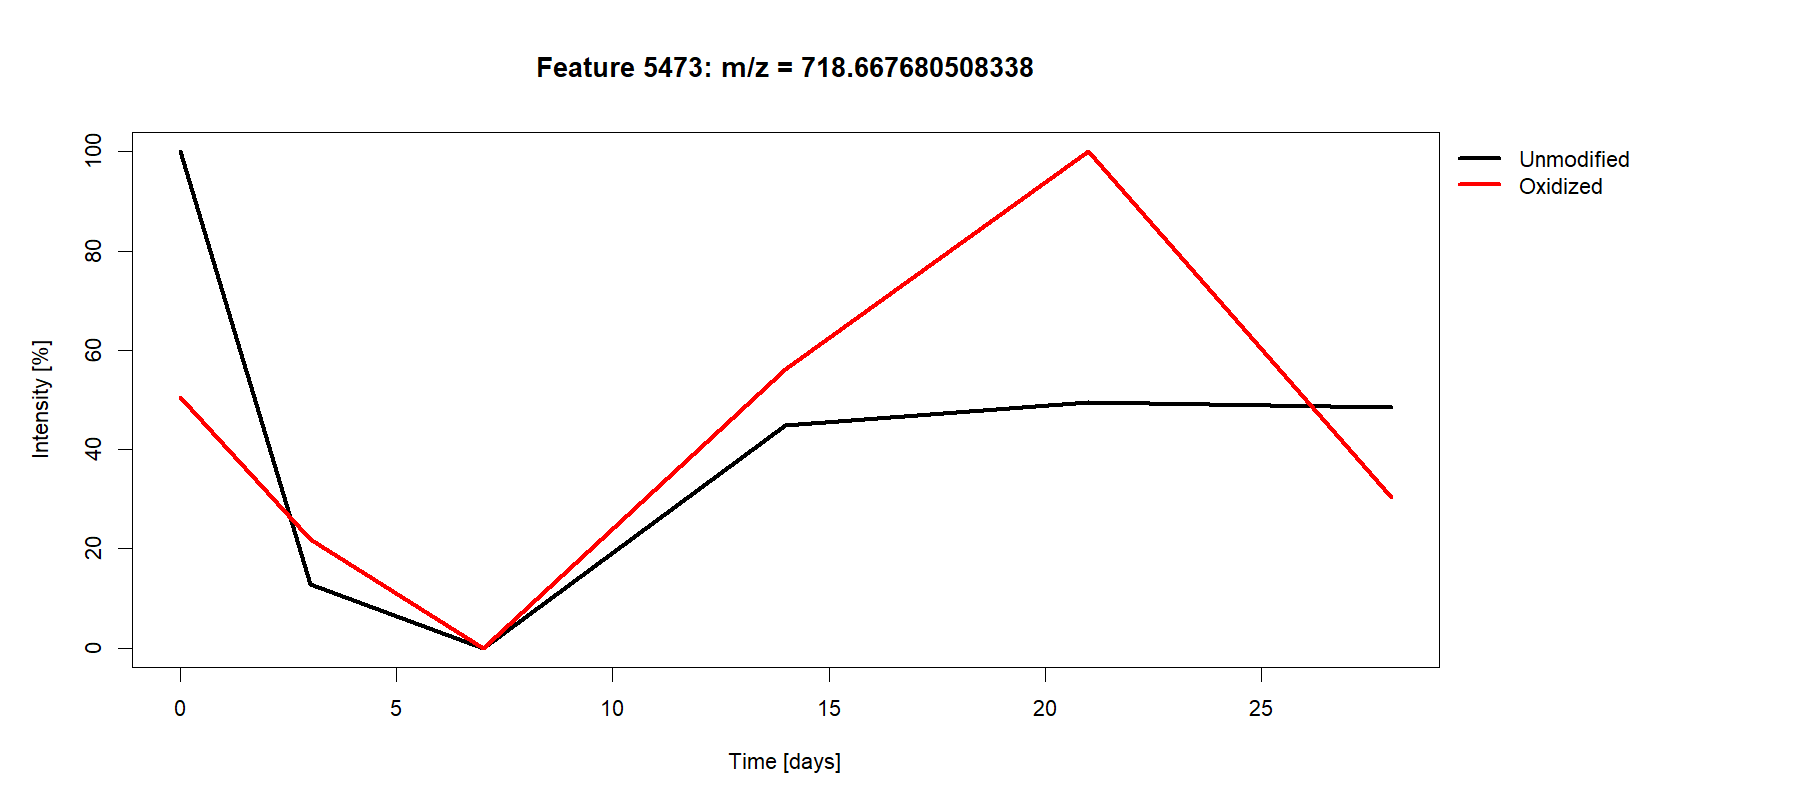 Feature 5473: m/z = 718.667680508338
Unmodified
Oxidized
Intensity [%]
100
80
60
40
20
0
0 5 10 15 20 25
Time [days]